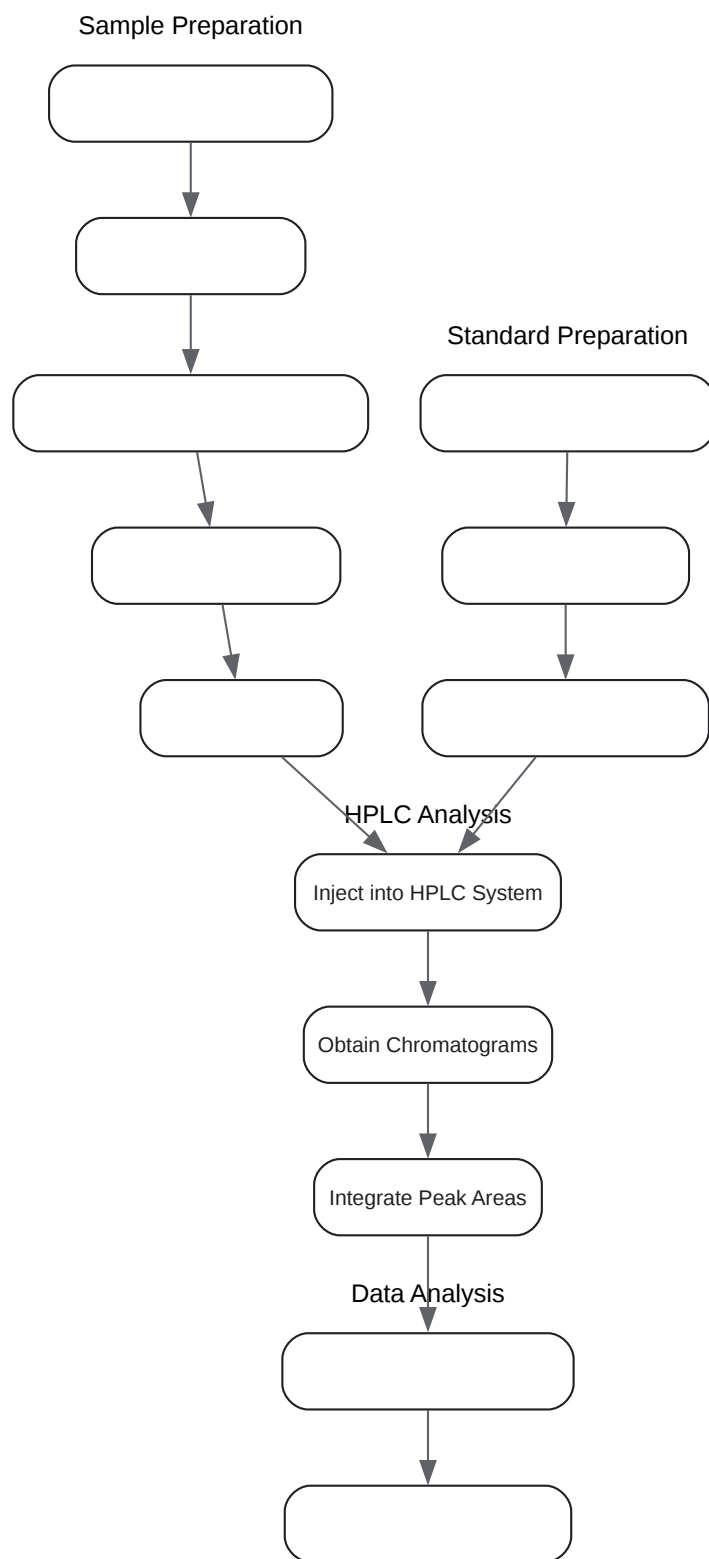 Sample Preparation
Standard Preparation
HPLC Analysis
Inject into HPLC System
Obtain Chromatograms
Integrate Peak Areas
Data Analysis